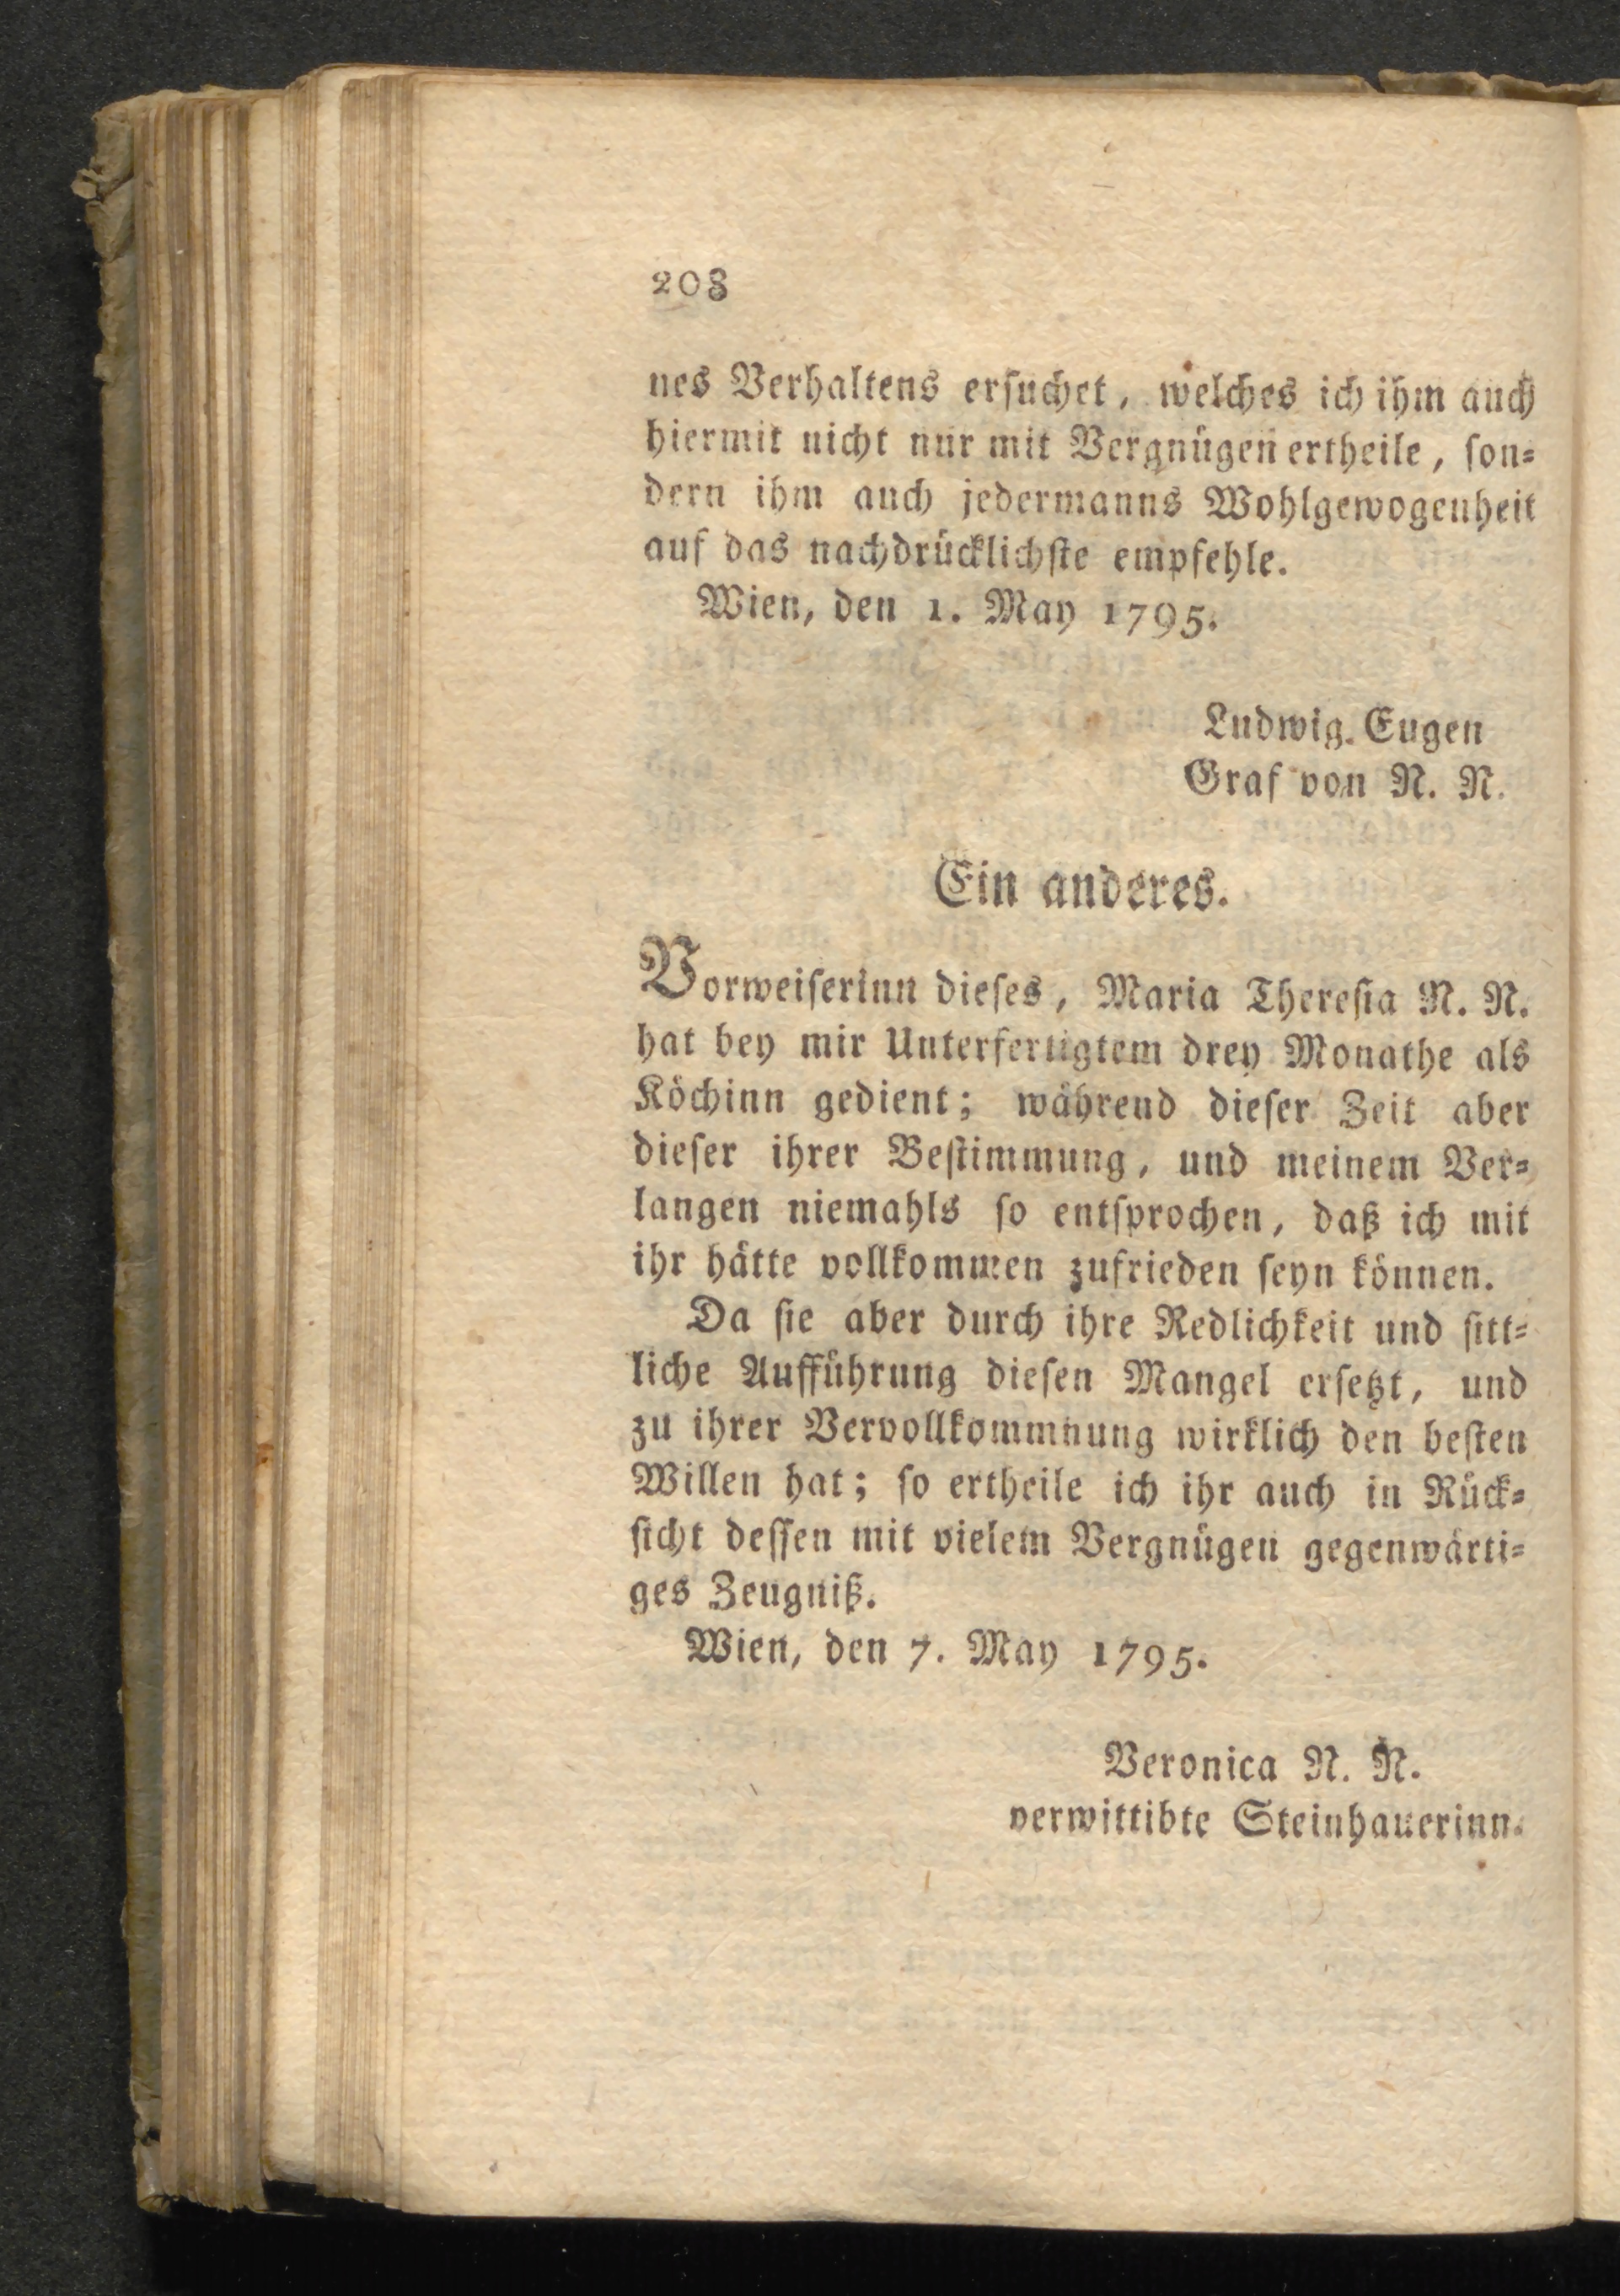 208
nes Verhaltens erſuchet, welches ich ihm auch
hiermit nicht nur mit Vergnügen ertheile, ſon⸗
dern ihm auch jedermanns Wohlgewogenheit
auf das nachdrücklichſte empfehle.
Wien, den 1. May 1795.
Ludwig Eugen
Graf von N. N.
Ein anderes.
Vorweiſerinn dieſes, Maria Thereſia N. N.
hat bey mir Unterfertigtem drey Monathe als
Köchinn gedient; während dieſer Zeit aber
dieſer ihrer Beſtimmung, und meinem Ver⸗
langen niemahls ſo entſprochen, daß ich mit
ihr hätte vollkommen zufrieden ſeyn können.
Da ſie aber durch ihre Redlichkeit und ſitt⸗
liche Aufführung dieſen Mangel erſetzt, und
zu ihrer Vervollkommnung wirklich den beſten
Willen hat; ſo ertheile ich ihr auch in Rück⸗
ſicht deſſen mit vielem Vergnügen gegenwärti⸗
ges Zeugniß.
Wien, den 7. May 1795.
Veronica N. N.
verwittibte Steinhauerinn.